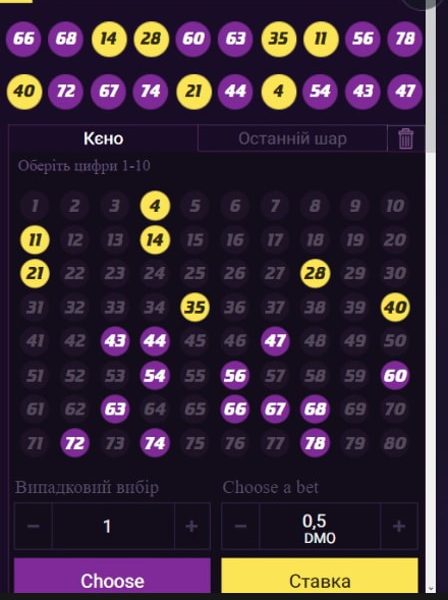 66 68 14 28 60 63 35 11 56 78
40 72 67 74 21 44 4 54 43 47
Кено Останній шар
Оберіть цифри 1-10
1 2 3 4 5 6 7 8 9 10
11 12 13 14 15 16 17 18 19 20
21 22 23 24 25 26 27 28 29 30
31 32 33 34 35 36 37 38 39 40
41 42 43 44 45 46 47 48 49 50
51 52 53 54 55 56 57 58 59 60
61 62 63 64 65 66 67 68 69 70
71 72 73 74 75 76 77 78 79 80
Випадковий вибір Choose a bet
− 1 + − 0,5 +
DMO
Choose Ставка